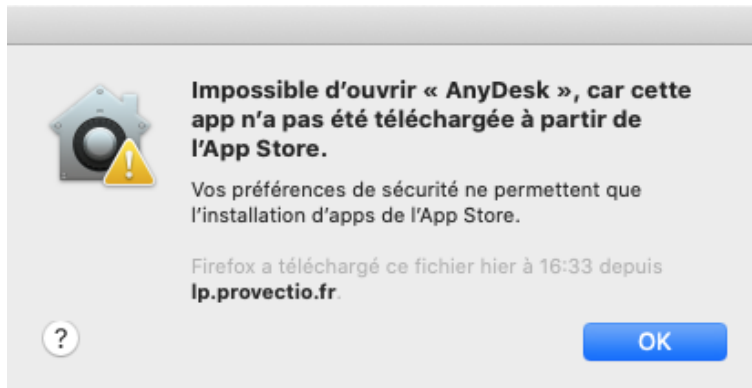 Impossible d'ouvrir « AnyDesk », car cette
app n'a pas été téléchargée à partir de
l'App Store.
Vos préférences de sécurité ne permettent que
l'installation d'apps de l'App Store.
Firefox a téléchargé ce fichier hier à 16:33 depuis
lp.provectio.fr.
?
OK